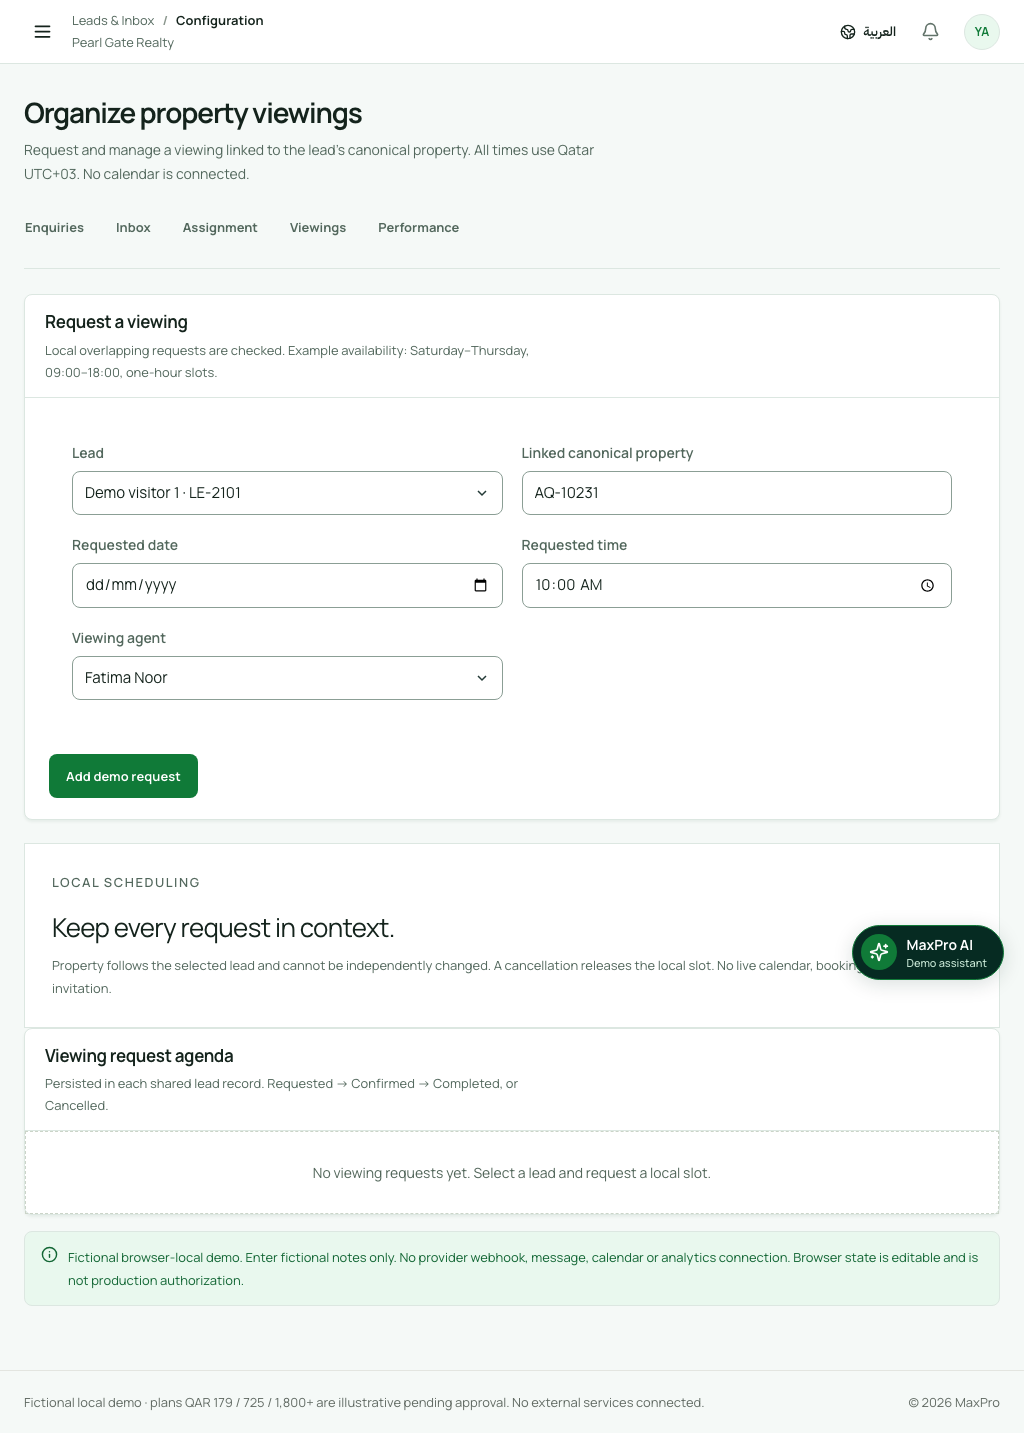 Leads & Inbox / Configuration
Pearl Gate Realty
العربية
YA
Organize property viewings
Request and manage a viewing linked to the lead's canonical property. All times use Qatar
UTC+03. No calendar is connected.
Enquiries Inbox Assignment Viewings Performance
Request a viewing
Local overlapping requests are checked. Example availability: Saturday–Thursday,
09:00–18:00, one-hour slots.
Lead
Demo visitor 1 · LE-2101
Linked canonical property
AQ-10231
Requested date
dd/mm/yyyy
Requested time
10:00 AM
Viewing agent
Fatima Noor
Add demo request
LOCAL SCHEDULING
Keep every request in context.
Property follows the selected lead and cannot be independently changed. A cancellation releases the local slot. No live calendar, booking
invitation.
MaxPro AI
Demo assistant
Viewing request agenda
Persisted in each shared lead record. Requested → Confirmed → Completed, or
Cancelled.
No viewing requests yet. Select a lead and request a local slot.
Fictional browser-local demo. Enter fictional notes only. No provider webhook, message, calendar or analytics connection. Browser state is editable and is
not production authorization.
Fictional local demo · plans QAR 179 / 725 / 1,800+ are illustrative pending approval. No external services connected.
© 2026 MaxPro